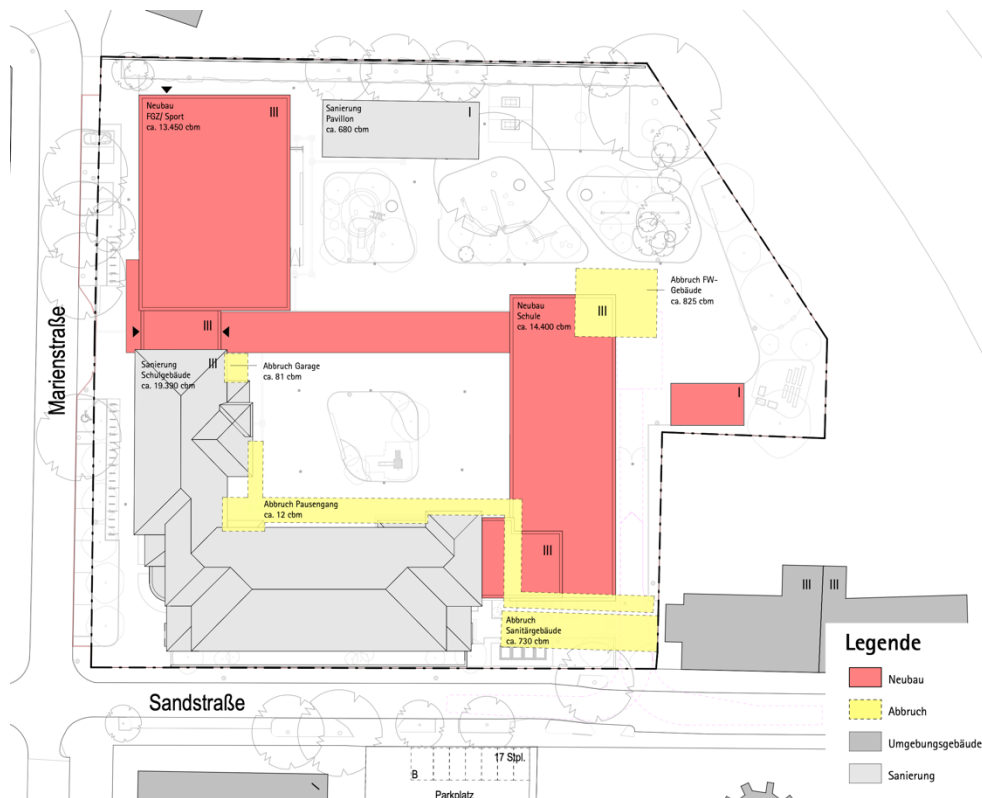 Neubau
FGZ/ Sport
ca. 13.450 cbm
III
Sanierung
Pavillon
ca. 680 cbm
I
Abbruch FW-
Gebäude
ca. 825 cbm
Neubau
Schule
ca. 14.400 cbm
III
III
Sanierung
Schulgebäude
ca. 19.390 cbm
III
Abbruch Garage
ca. 81 cbm
I
Marienstraße
Abbruch Pausengang
ca. 12 cbm
III
Abbruch
Sanitärgebäude
ca. 730 cbm
III
III
Sandstraße
17 Stpl.
B
Parkplatz
I
Legende
Neubau
Abbruch
Umgebungsgebäude
Sanierung